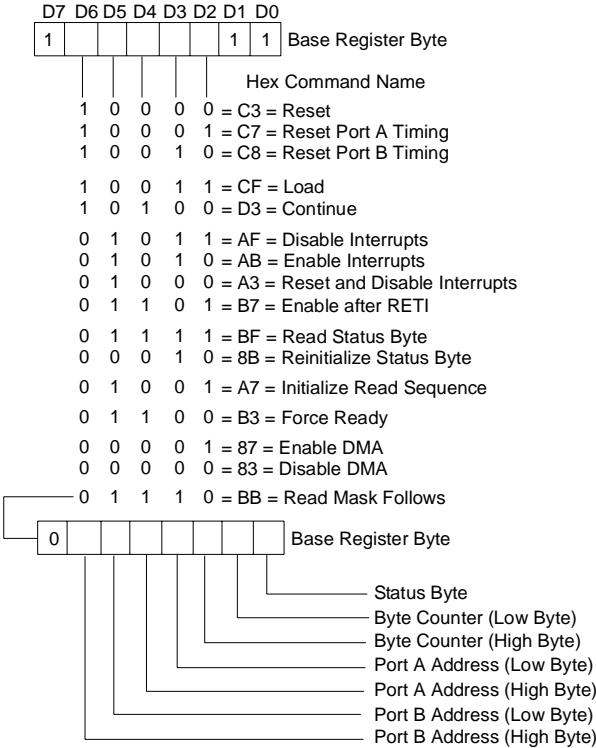 D7 D6 D5 D4 D3 D2 D1 D0
1 1 1 Base Register Byte
Hex Command Name
1 0 0 0 0 = C3 = Reset
1 0 0 0 1 = C7 = Reset Port A Timing
1 0 0 1 0 = C8 = Reset Port B Timing
1 0 0 1 1 = CF = Load
1 0 1 0 0 = D3 = Continue
0 1 0 1 1 = AF = Disable Interrupts
0 1 0 1 0 = AB = Enable Interrupts
0 1 0 0 0 = A3 = Reset and Disable Interrupts
0 1 1 0 1 = B7 = Enable after RETI
0 1 1 1 1 = BF = Read Status Byte
0 0 0 1 0 = 8B = Reinitialize Status Byte
0 1 0 0 1 = A7 = Initialize Read Sequence
0 1 1 0 0 = B3 = Force Ready
0 0 0 0 1 = 87 = Enable DMA
0 0 0 0 0 = 83 = Disable DMA
0 1 1 1 0 = BB = Read Mask Follows
0 Base Register Byte
Status Byte
Byte Counter (Low Byte)
Byte Counter (High Byte)
Port A Address (Low Byte)
Port A Address (High Byte)
Port B Address (Low Byte)
Port B Address (High Byte)